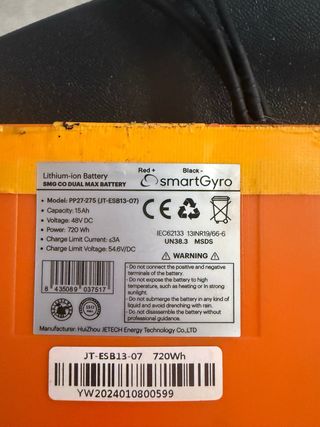 Red + Black -
Lithium-ion Battery
SMG CO DUAL MAX BATTERY
smartGyro
• Model: PP27-275 (JT-ESB13-07)
• Capacity: 15Ah
• Voltage: 48V DC
• Power: 720 Wh
• Charge Limit Current: ≤3A
• Charge Limit Voltage: 54.6V/DC
CE
IEC62133 13INR19/66-6
UN38.3 MSDS
8 435089 037517
⚠ WARNING ⚠
- Do not connect the positive and negative
terminals of the battery.
- Do not expose the battery to high
temperature, such as heating or in strong
sunlight.
- Do not submerge the battery in any kind of
liquid and avoid drenching with rain.
- Do not disassemble the battery without
professional guidance.
Manufacturer: HuiZhou JETECH Energy Technology Co., LTD
JT-ESB13-07 720Wh
YW2024010800599